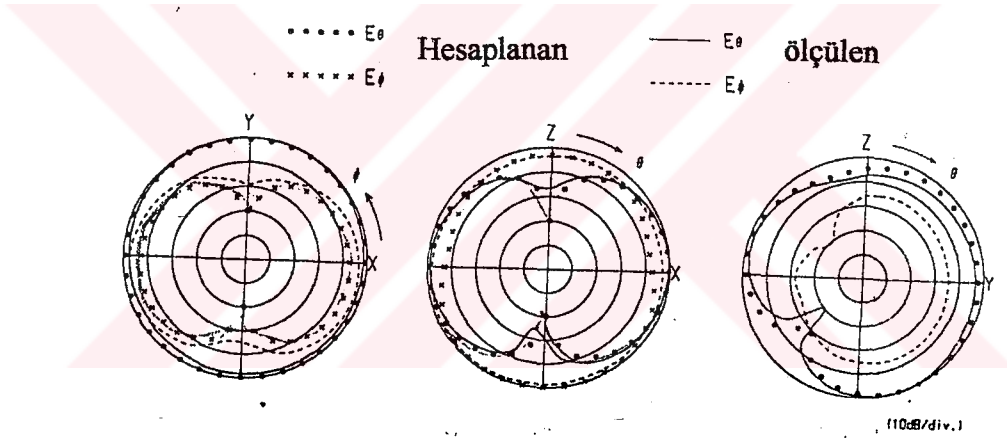 Eθ Hesaplanan Eθ ölçülen
Eϕ Eϕ
Y Z Z
ϕ θ θ
X X Y
(10dB/div.)